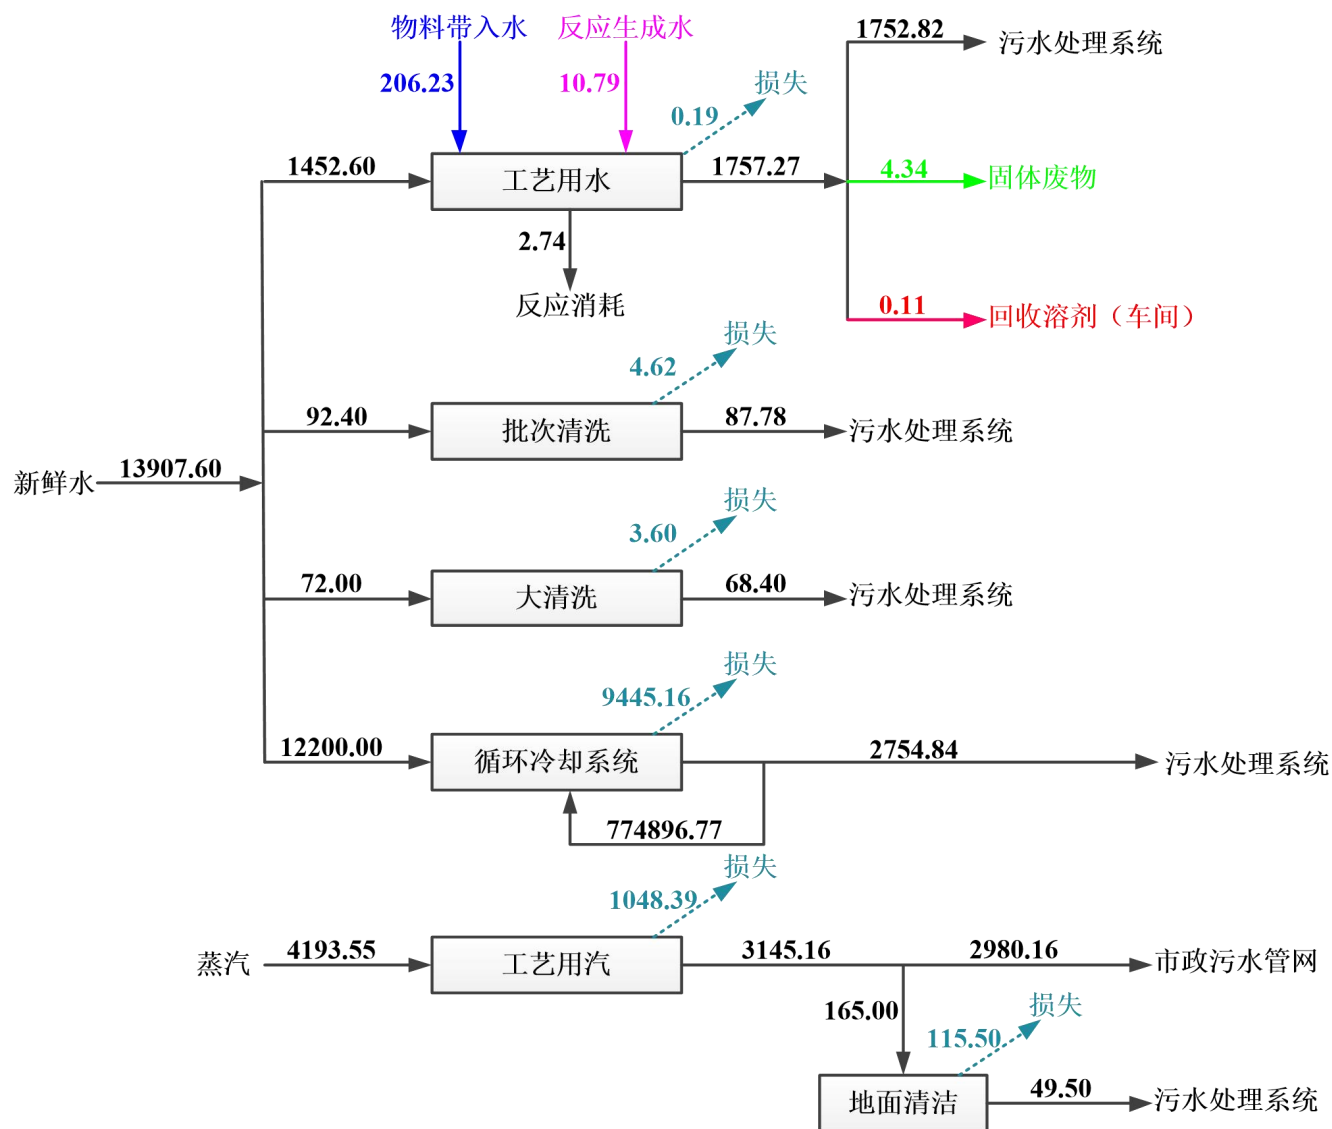 物料带入水
反应生成水
206.23
10.79
0.19
损失
1752.82
污水处理系统
1452.60
工艺用水
1757.27
4.34
固体废物
2.74
反应消耗
0.11
回收溶剂（车间）
损失
4.62
92.40
批次清洗
87.78
污水处理系统
新鲜水
13907.60
损失
3.60
72.00
大清洗
68.40
污水处理系统
损失
9445.16
12200.00
循环冷却系统
2754.84
污水处理系统
774896.77
损失
1048.39
蒸汽
4193.55
工艺用汽
3145.16
2980.16
市政污水管网
165.00
损失
115.50
地面清洁
49.50
污水处理系统